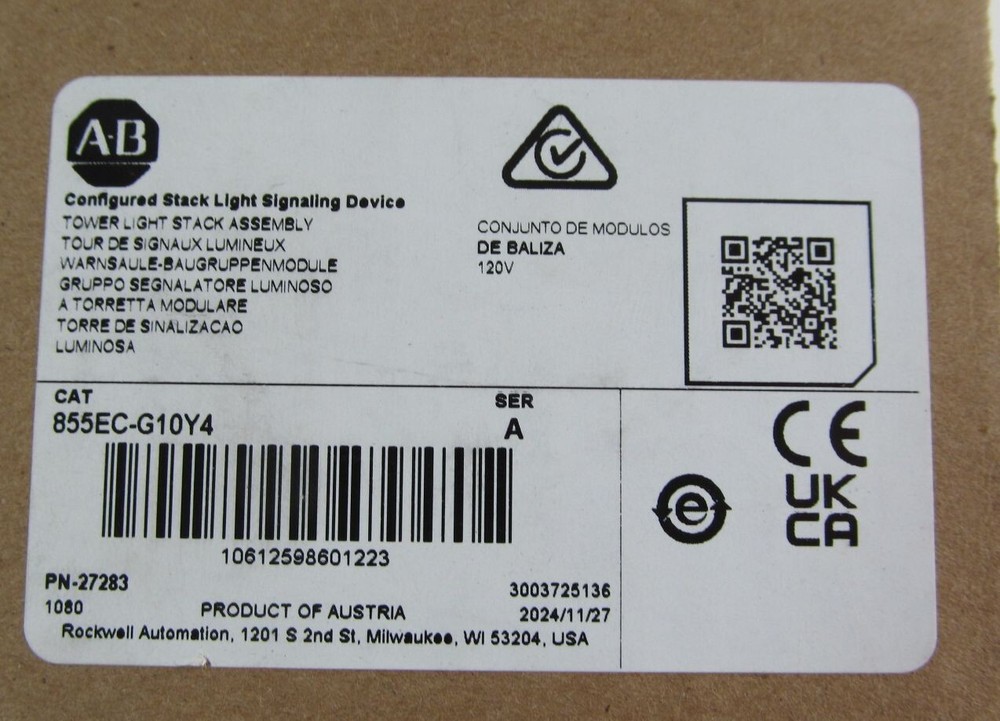 A-B
Configured Stack Light Signaling Device
TOWER LIGHT STACK ASSEMBLY
TOUR DE SIGNAUX LUMINEUX
WARNSAULE-BAUGRUPPENMODULE
GRUPPO SEGNALATORE LUMINOSO
A TORRETTA MODULARE
TORRE DE SINALIZACAO
LUMINOSA
CONJUNTO DE MODULOS
DE BALIZA
120V
CAT
855EC-G10Y4
SER
A
10612598601223
PN-27283
1080
PRODUCT OF AUSTRIA
3003725136
2024/11/27
Rockwell Automation, 1201 S 2nd St, Milwaukee, WI 53204, USA
CE
UK
CA
e